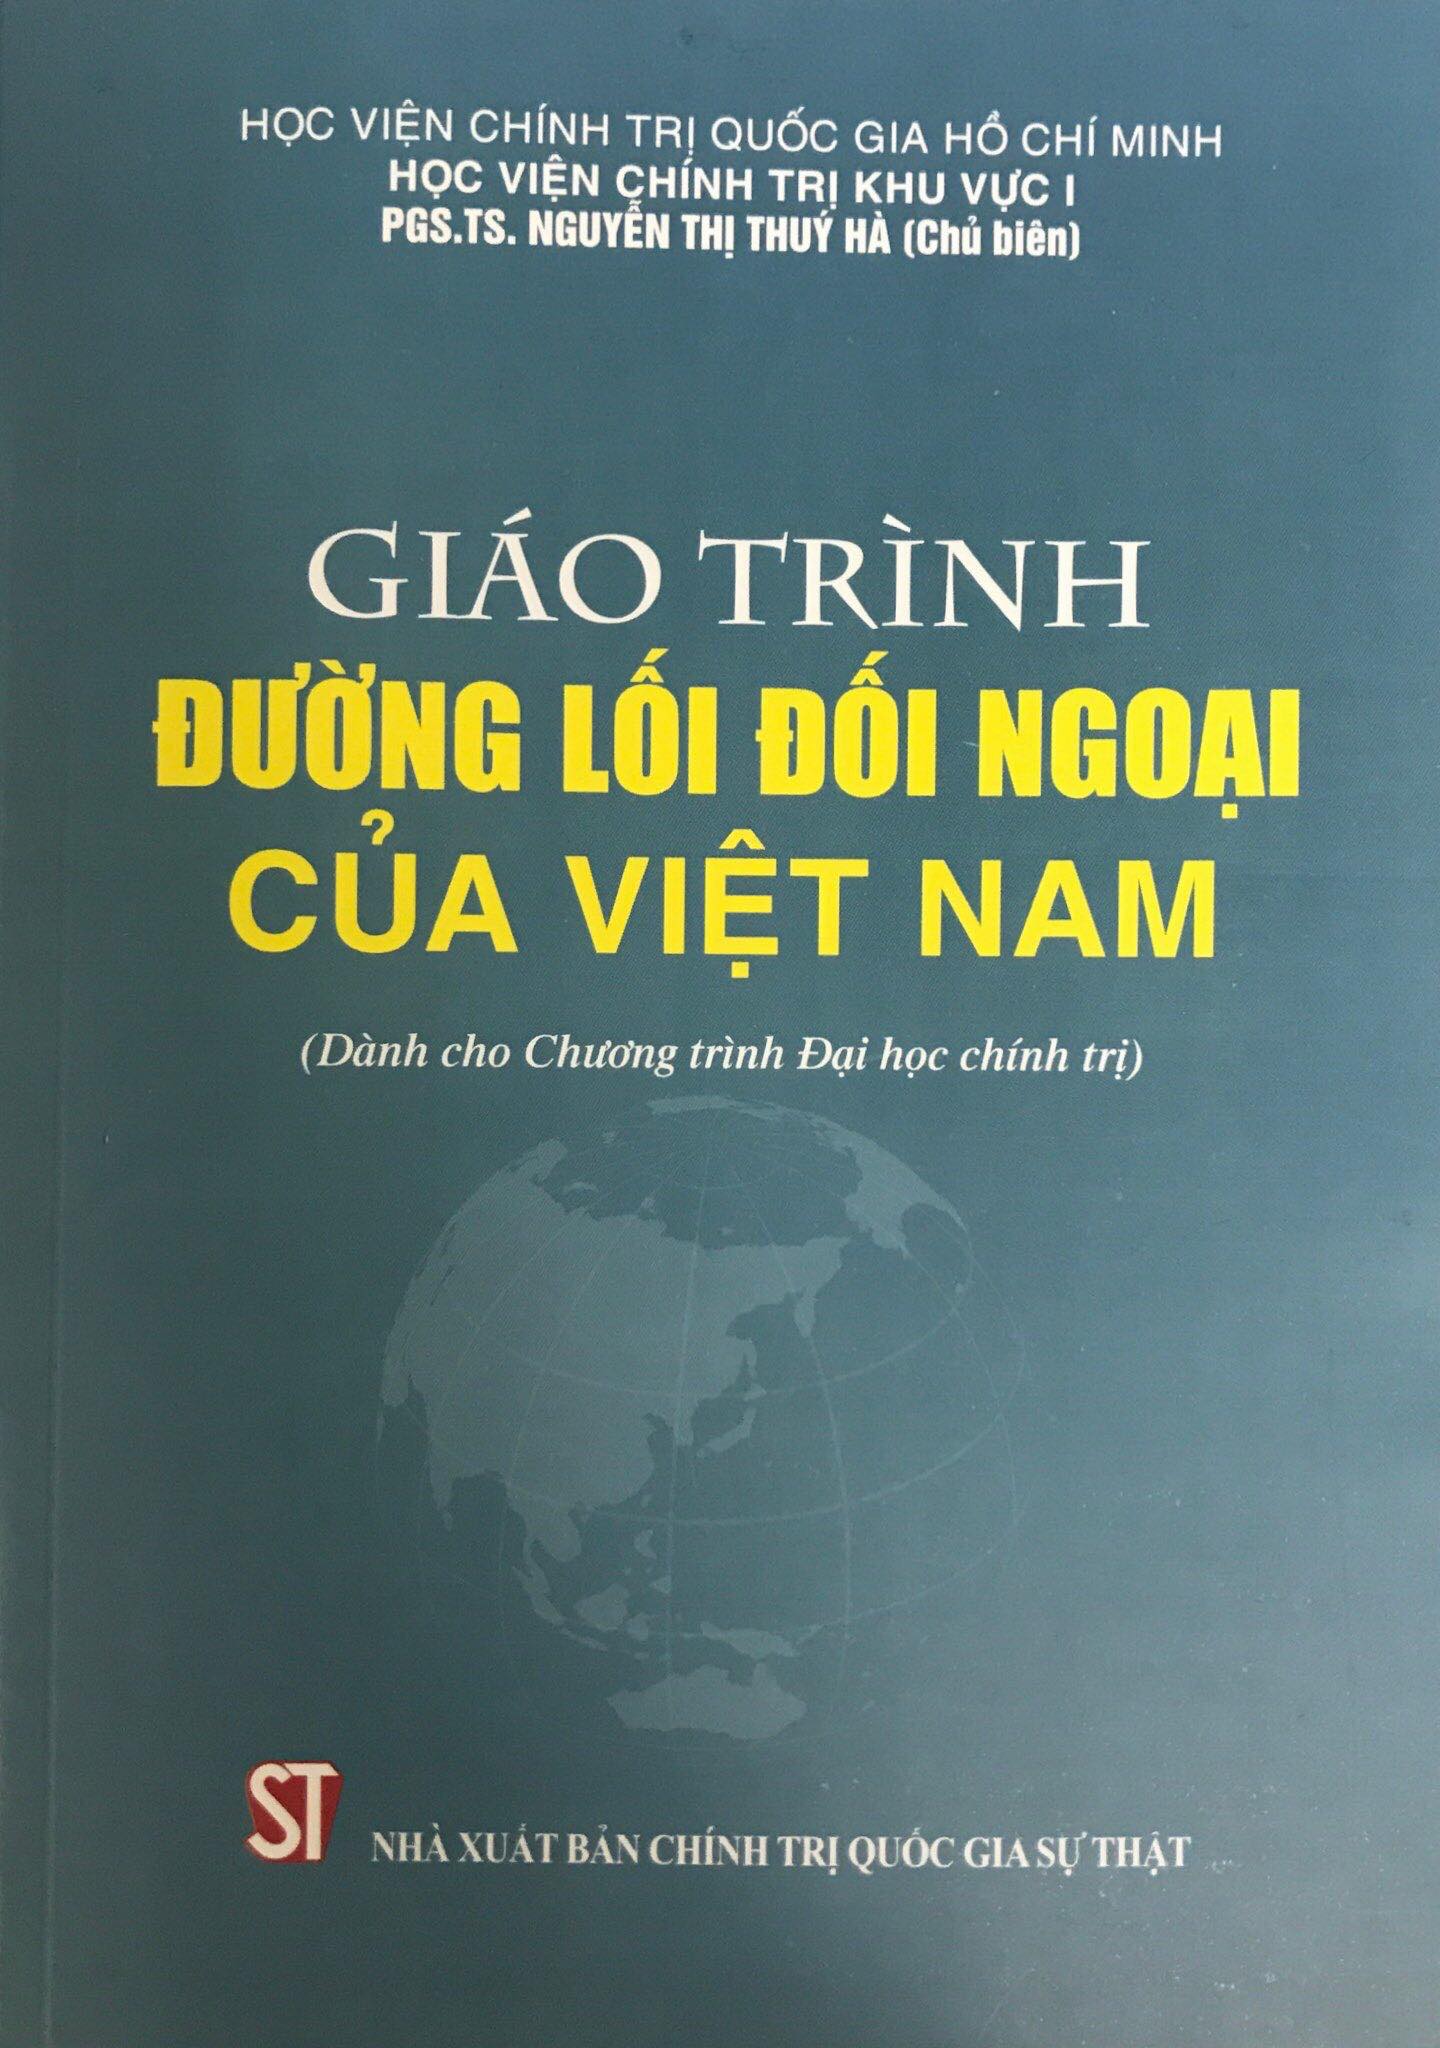 HỌC VIỆN CHÍNH TRỊ QUỐC GIA HỒ CHÍ MINH
HỌC VIỆN CHÍNH TRỊ KHU VỰC I
PGS.TS. NGUYỄN THỊ THUÝ HÀ (Chủ biên)
GIÁO TRÌNH
ĐƯỜNG LỐI ĐỐI NGOẠI
CỦA VIỆT NAM
(Dành cho Chương trình Đại học chính trị)
ST
NHÀ XUẤT BẢN CHÍNH TRỊ QUỐC GIA SỰ THẬT